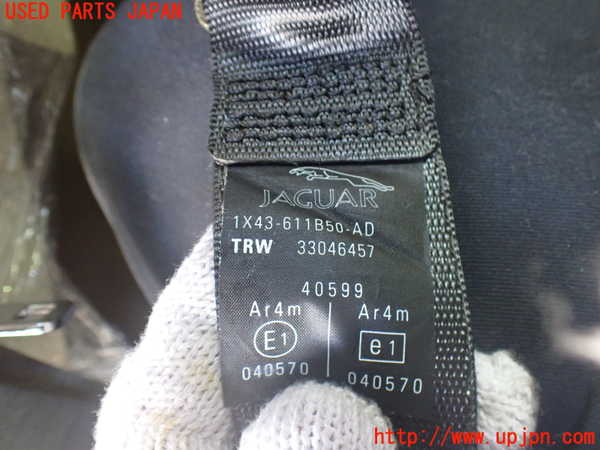 USED PARTS JAPAN
JAGUAR
1X43-611B56-AD
TRW 33046457
40599
Ar4m Ar4m
E1 e1
040570 040570
http://www.upjpn.com/